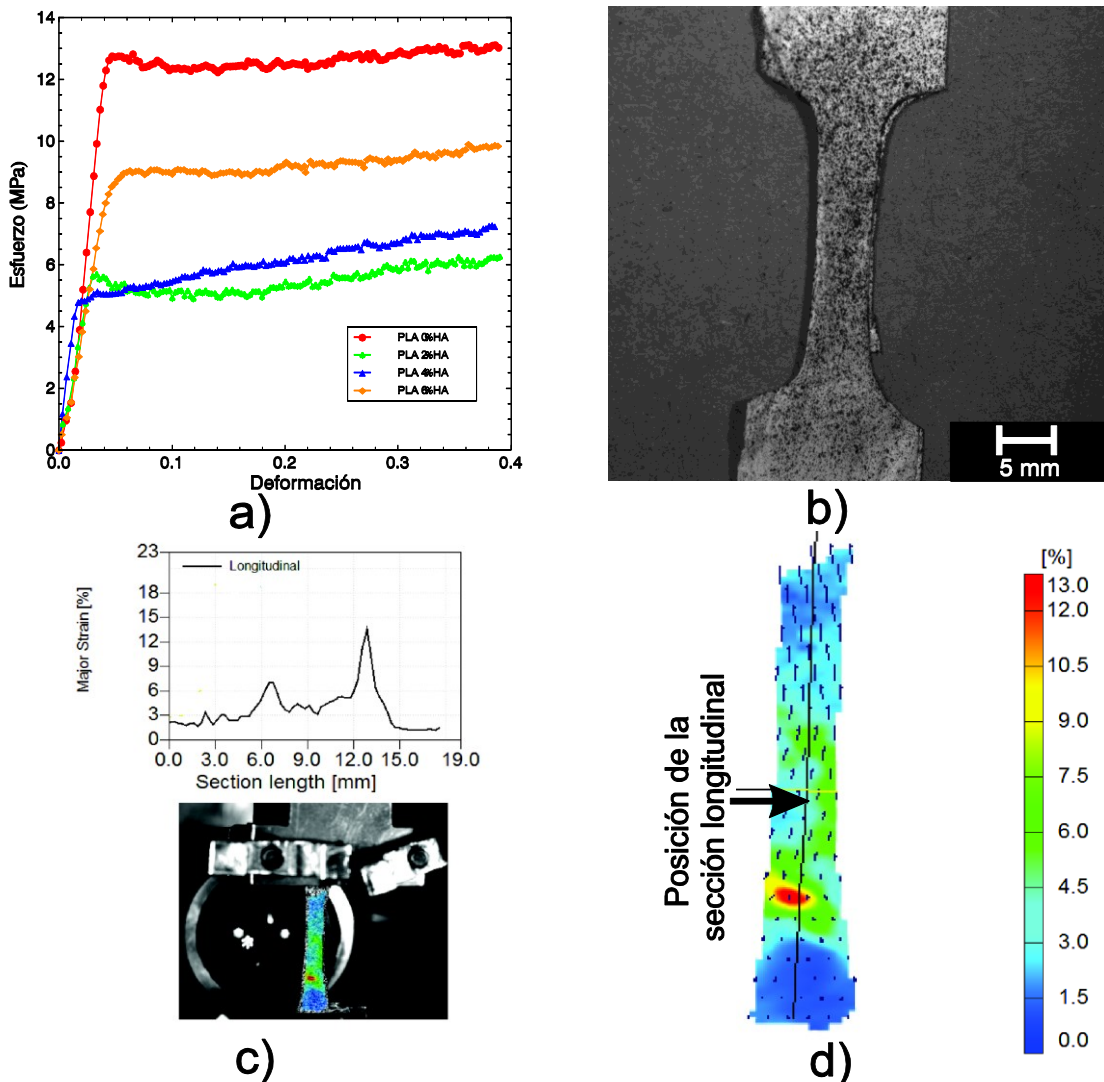 14
12
10
8
6
4
2
0
Esfuerzo (MPa)
0.0 0.1 0.2 0.3 0.4
Deformación
PLA 0%HA
PLA 2%HA
PLA 4%HA
PLA 6%HA
a)
5 mm
b)
23
18
15
12
9
6
3
0
Major Strain [%]
Longitudinal
0.0 3.0 6.0 9.0 12.0 15.0 19.0
Section length [mm]
c)
Posición de la
sección longitudinal
[%]
13.0
12.0
10.5
9.0
7.5
6.0
4.5
3.0
1.5
0.0
d)